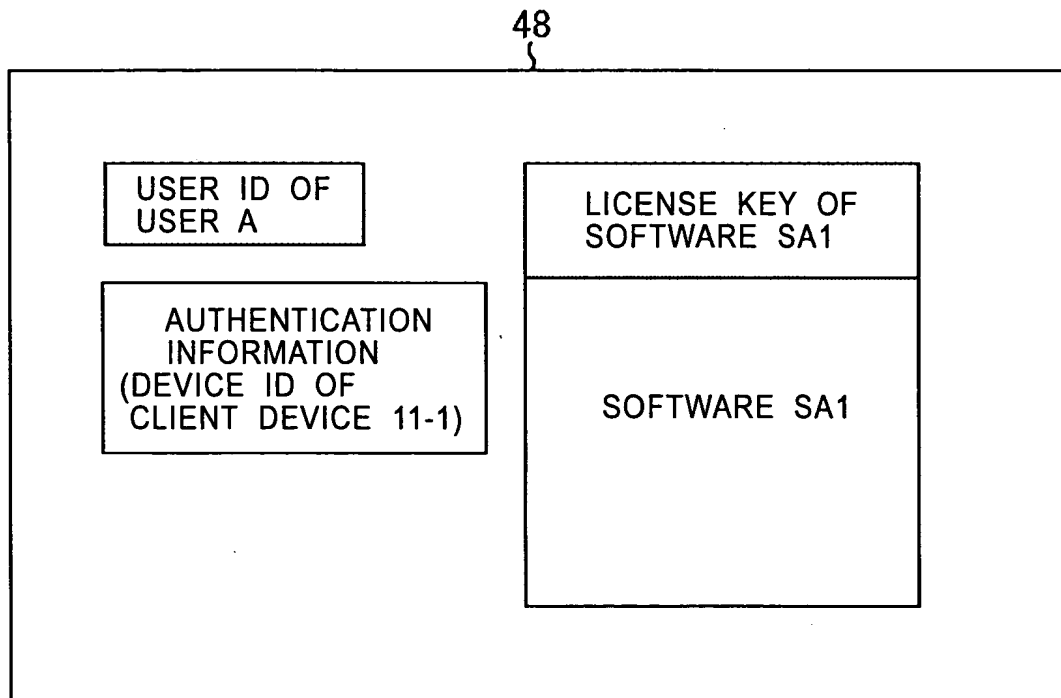 48
USER ID OF
USER A
AUTHENTICATION
INFORMATION
(DEVICE ID OF
CLIENT DEVICE 11-1)
LICENSE KEY OF
SOFTWARE SA1
SOFTWARE SA1